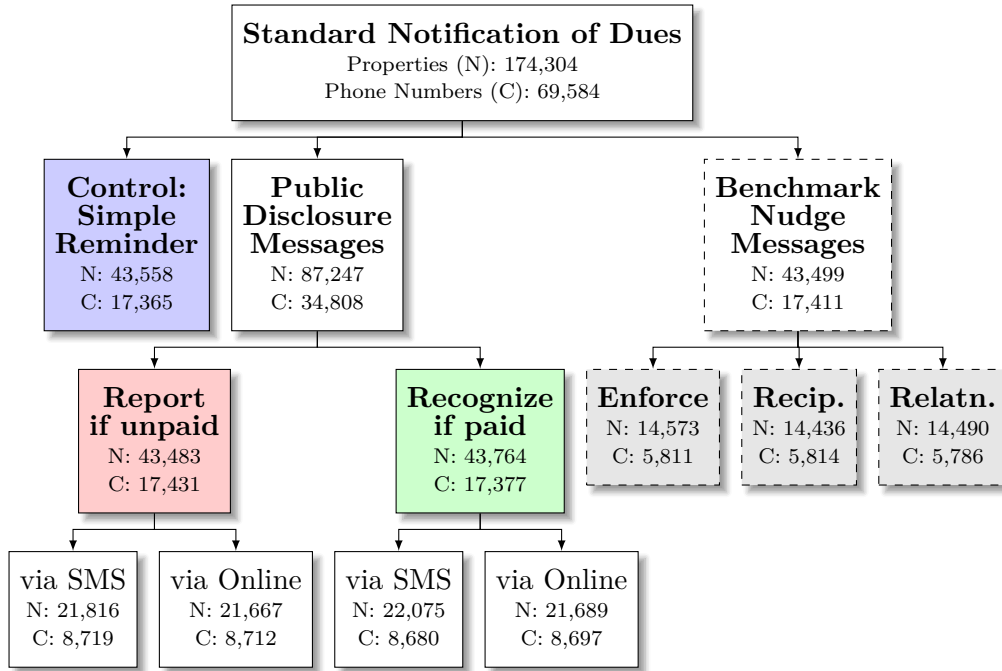 Standard Notification of Dues
Properties (N): 174,304
Phone Numbers (C): 69,584
Control:
Simple
Reminder
N: 43,558
C: 17,365
Public
Disclosure
Messages
N: 87,247
C: 34,808
Benchmark
Nudge
Messages
N: 43,499
C: 17,411
Report
if unpaid
N: 43,483
C: 17,431
Recognize
if paid
N: 43,764
C: 17,377
Enforce
N: 14,573
C: 5,811
Recip.
N: 14,436
C: 5,814
Relatn.
N: 14,490
C: 5,786
via SMS
N: 21,816
C: 8,719
via Online
N: 21,667
C: 8,712
via SMS
N: 22,075
C: 8,680
via Online
N: 21,689
C: 8,697